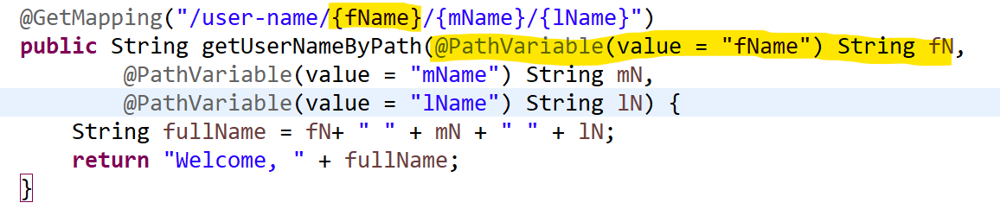 @GetMapping("/user-name/{fName}/{mName}/{lName}")
public String getUserNameByPath(@PathVariable(value = "fName") String fN,
@PathVariable(value = "mName") String mN,
@PathVariable(value = "lName") String lN) {
String fullName = fN+ " " + mN + " " + lN;
return "Welcome, " + fullName;
}